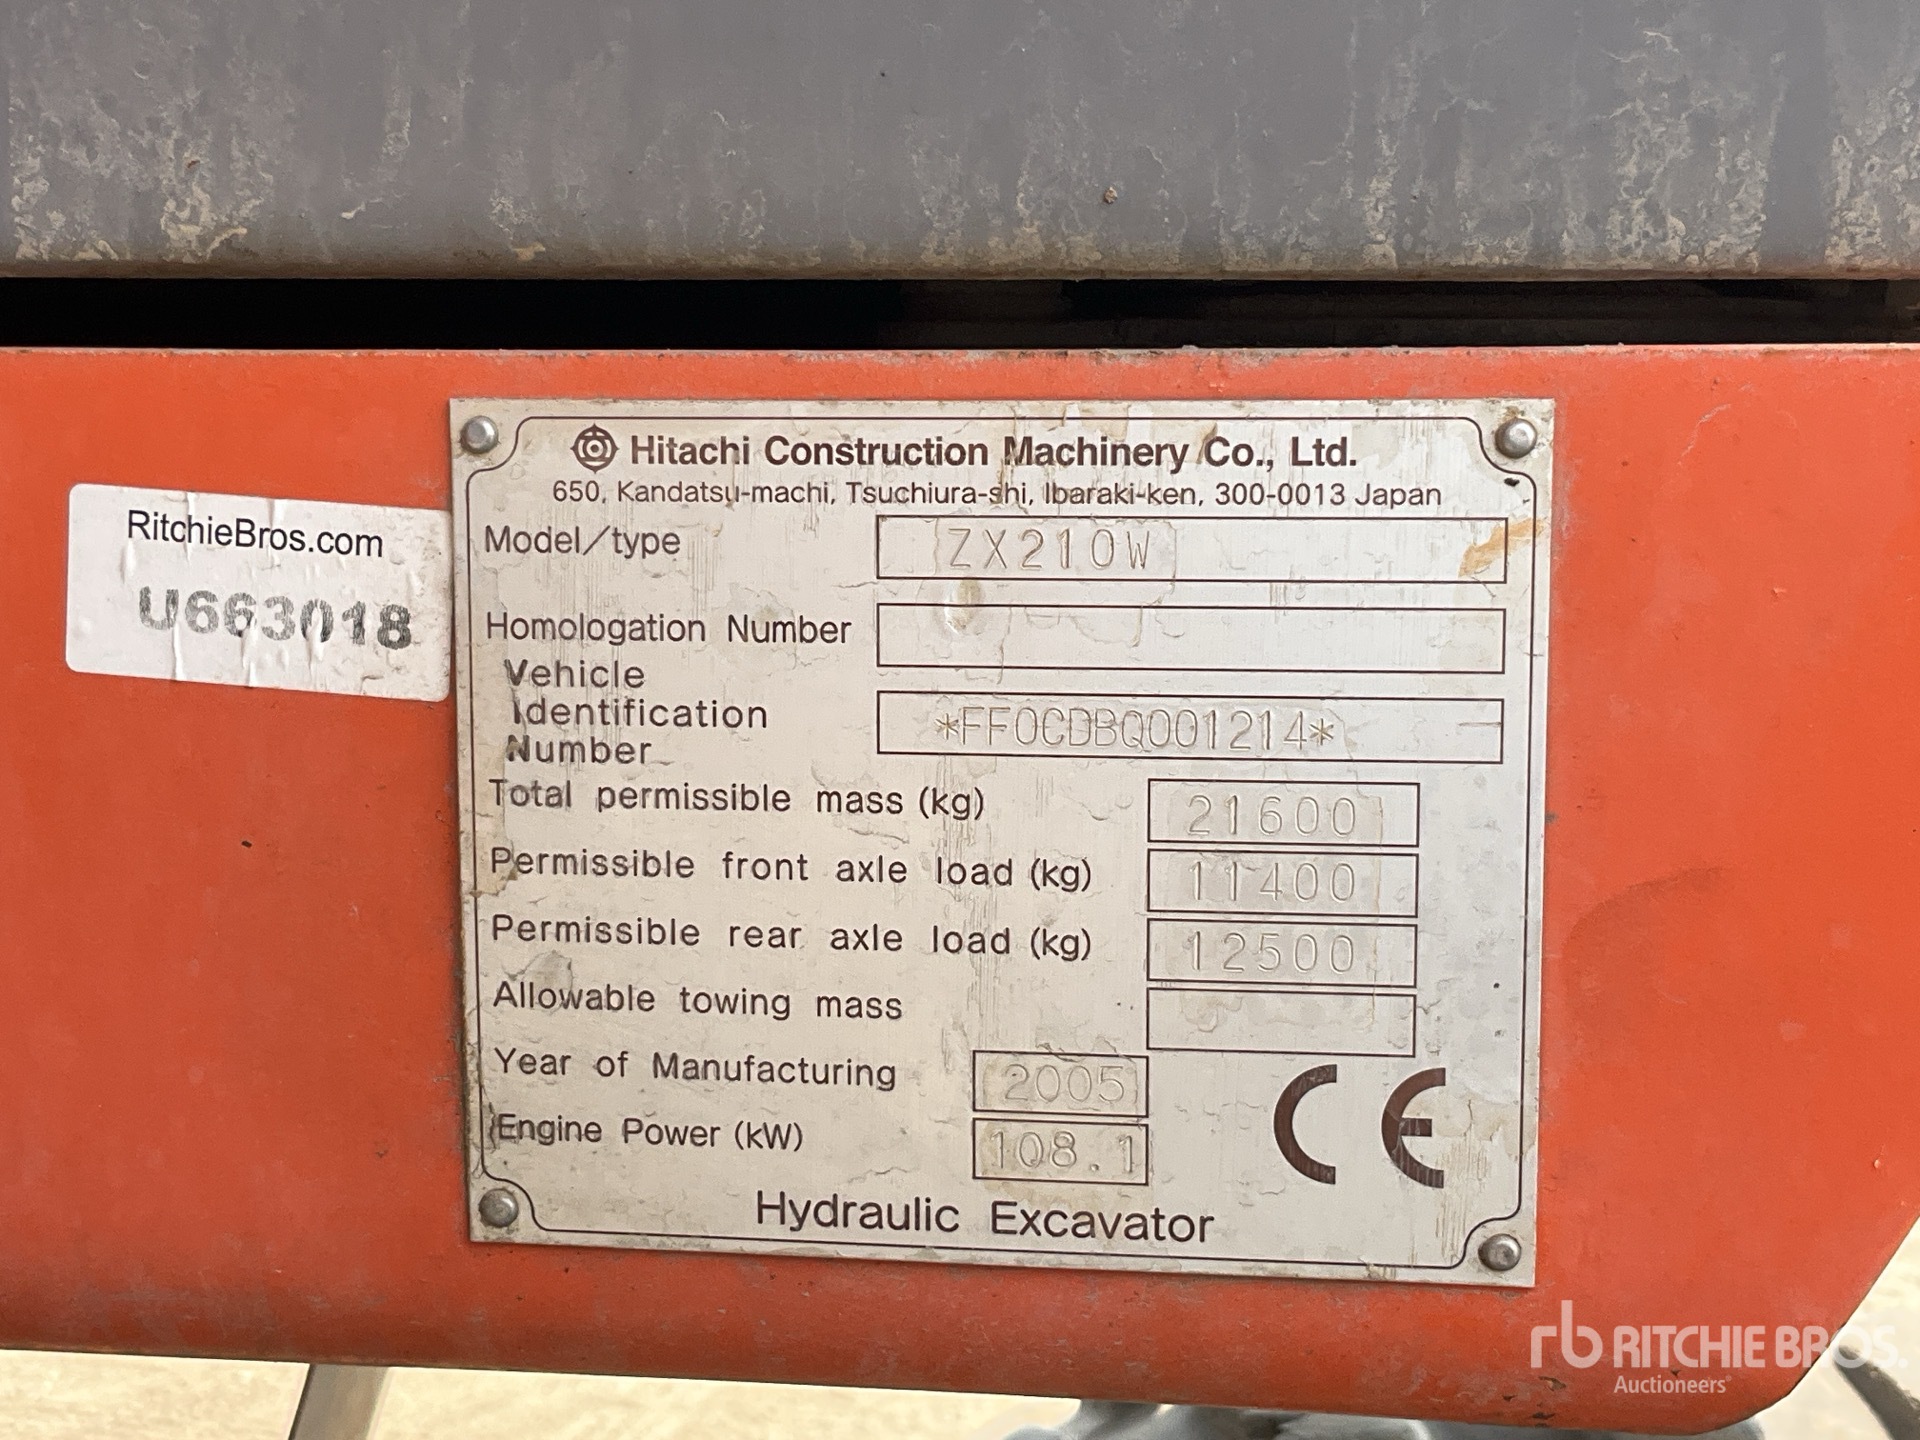 Hitachi Construction Machinery Co., Ltd.
650, Kandatsu-machi, Tsuchiura-shi, Ibaraki-ken, 300-0013 Japan
RitchieBros.com
U663018
Model/type ZX210W
Homologation Number
Vehicle
Identification
Number
*FF0CDBQ001214*
Total permissible mass (kg) 21600
Permissible front axle load (kg) 11400
Permissible rear axle load (kg) 12500
Allowable towing mass
Year of Manufacturing 2005
Engine Power (kW) 108.1
CE
Hydraulic Excavator
rb RITCHIE BROS.
Auctioneers